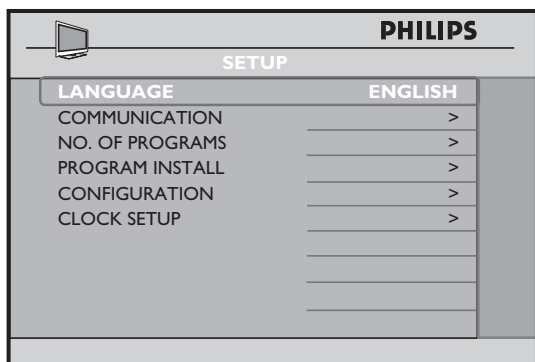 PHILIPS
SETUP
LANGUAGE ENGLISH
COMMUNICATION >
NO. OF PROGRAMS >
PROGRAM INSTALL >
CONFIGURATION >
CLOCK SETUP >